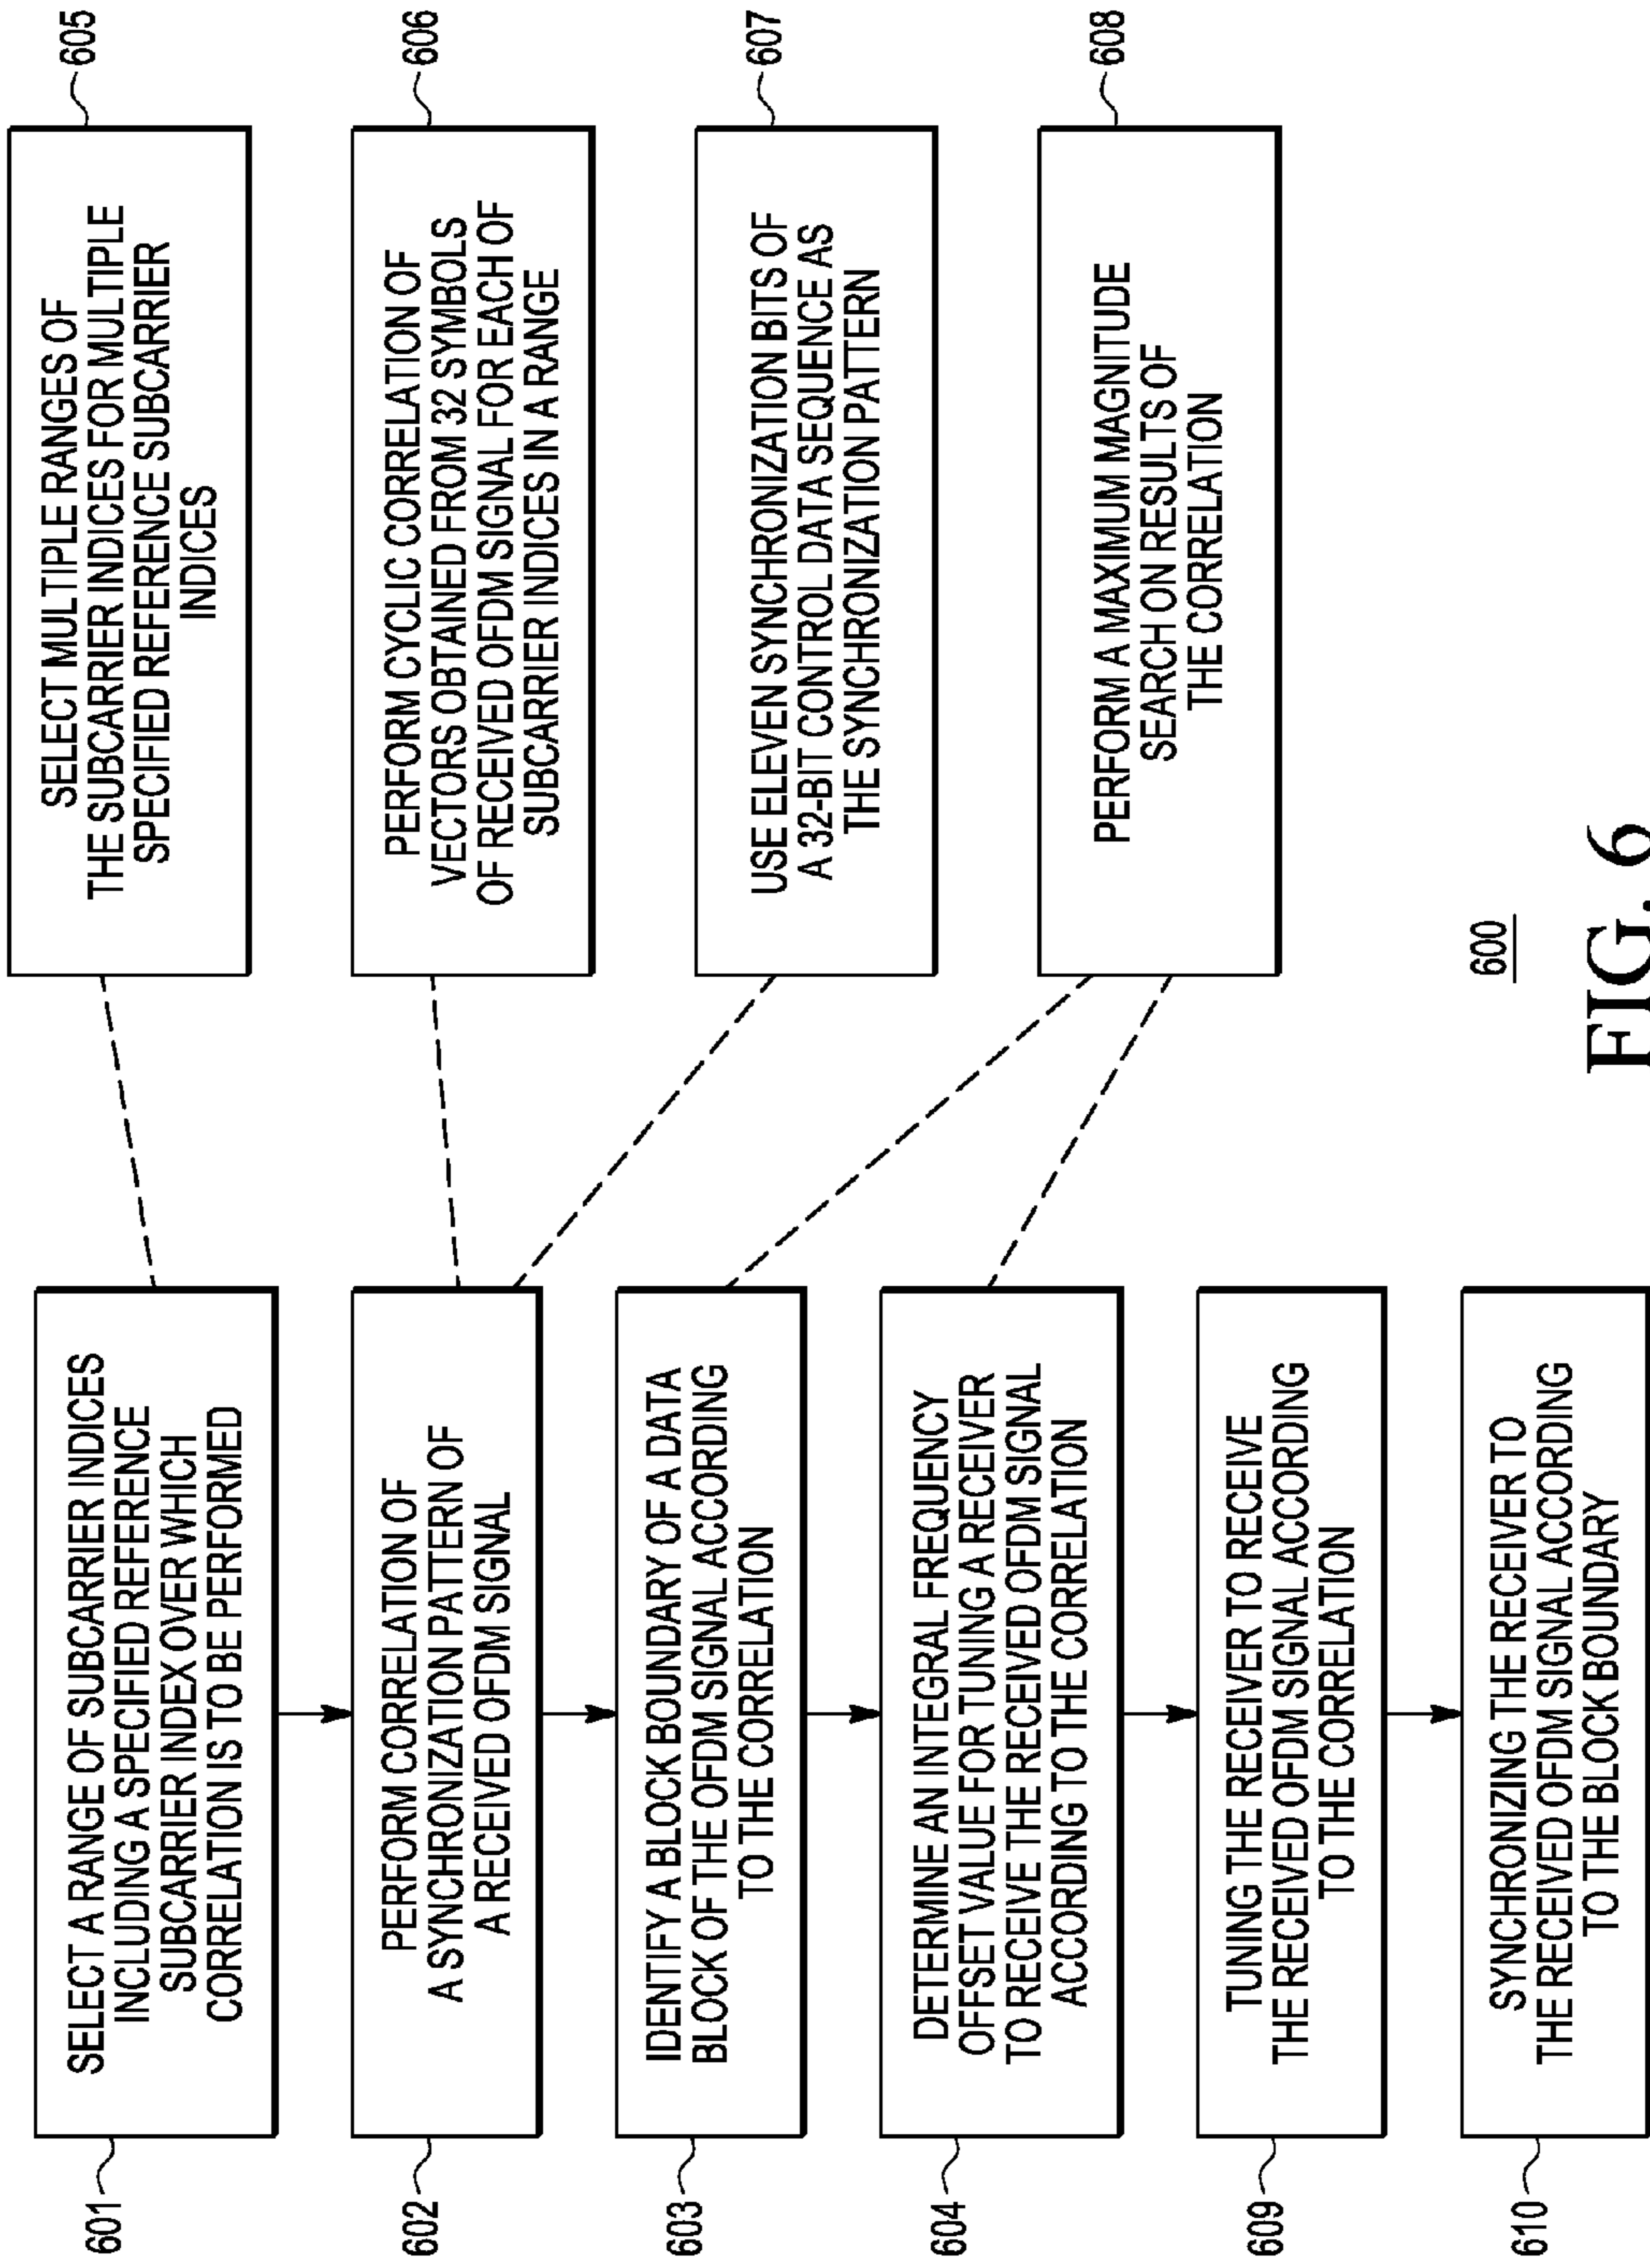 601
SELECT A RANGE OF SUBCARRIER INDICES
INCLUDING A SPECIFIED REFERENCE
SUBCARRIER INDEX OVER WHICH
CORRELATION IS TO BE PERFORMED
605
SELECT MULTIPLE RANGES OF
THE SUBCARRIER INDICES FOR MULTIPLE
SPECIFIED REFERENCE SUBCARRIER
INDICES
602
PERFORM CORRELATION OF
A SYNCHRONIZATION PATTERN OF
A RECEIVED OFDM SIGNAL
606
PERFORM CYCLIC CORRELATION OF
VECTORS OBTAINED FROM 32 SYMBOLS
OF RECEIVED OFDM SIGNAL FOR EACH OF
SUBCARRIER INDICES IN A RANGE
603
IDENTIFY A BLOCK BOUNDARY OF A DATA
BLOCK OF THE OFDM SIGNAL ACCORDING
TO THE CORRELATION
607
USE ELEVEN SYNCHRONIZATION BITS OF
A 32-BIT CONTROL DATA SEQUENCE AS
THE SYNCHRONIZATION PATTERN
604
DETERMINE AN INTEGRAL FREQUENCY
OFFSET VALUE FOR TUNING A RECEIVER
TO RECEIVE THE RECEIVED OFDM SIGNAL
ACCORDING TO THE CORRELATION
608
PERFORM A MAXIMUM MAGNITUDE
SEARCH ON RESULTS OF
THE CORRELATION
609
TUNING THE RECEIVER TO RECEIVE
THE RECEIVED OFDM SIGNAL ACCORDING
TO THE CORRELATION
610
SYNCHRONIZING THE RECEIVER TO
THE RECEIVED OFDM SIGNAL ACCORDING
TO THE BLOCK BOUNDARY
600
FIG. 6